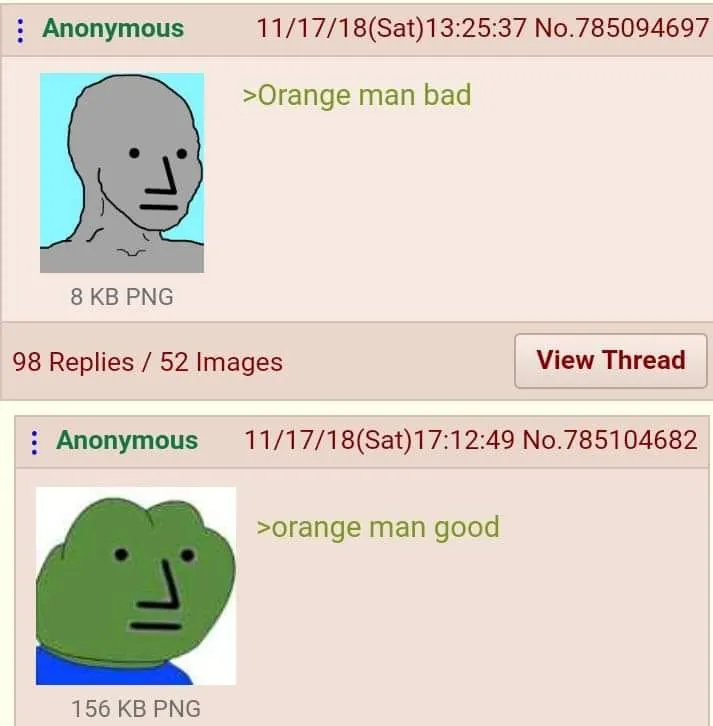 Anonymous 11/17/18(Sat)13:25:37 No.785094697
>Orange man bad
8 KB PNG
98 Replies / 52 Images View Thread
Anonymous 11/17/18(Sat)17:12:49 No.785104682
>orange man good
156 KB PNG